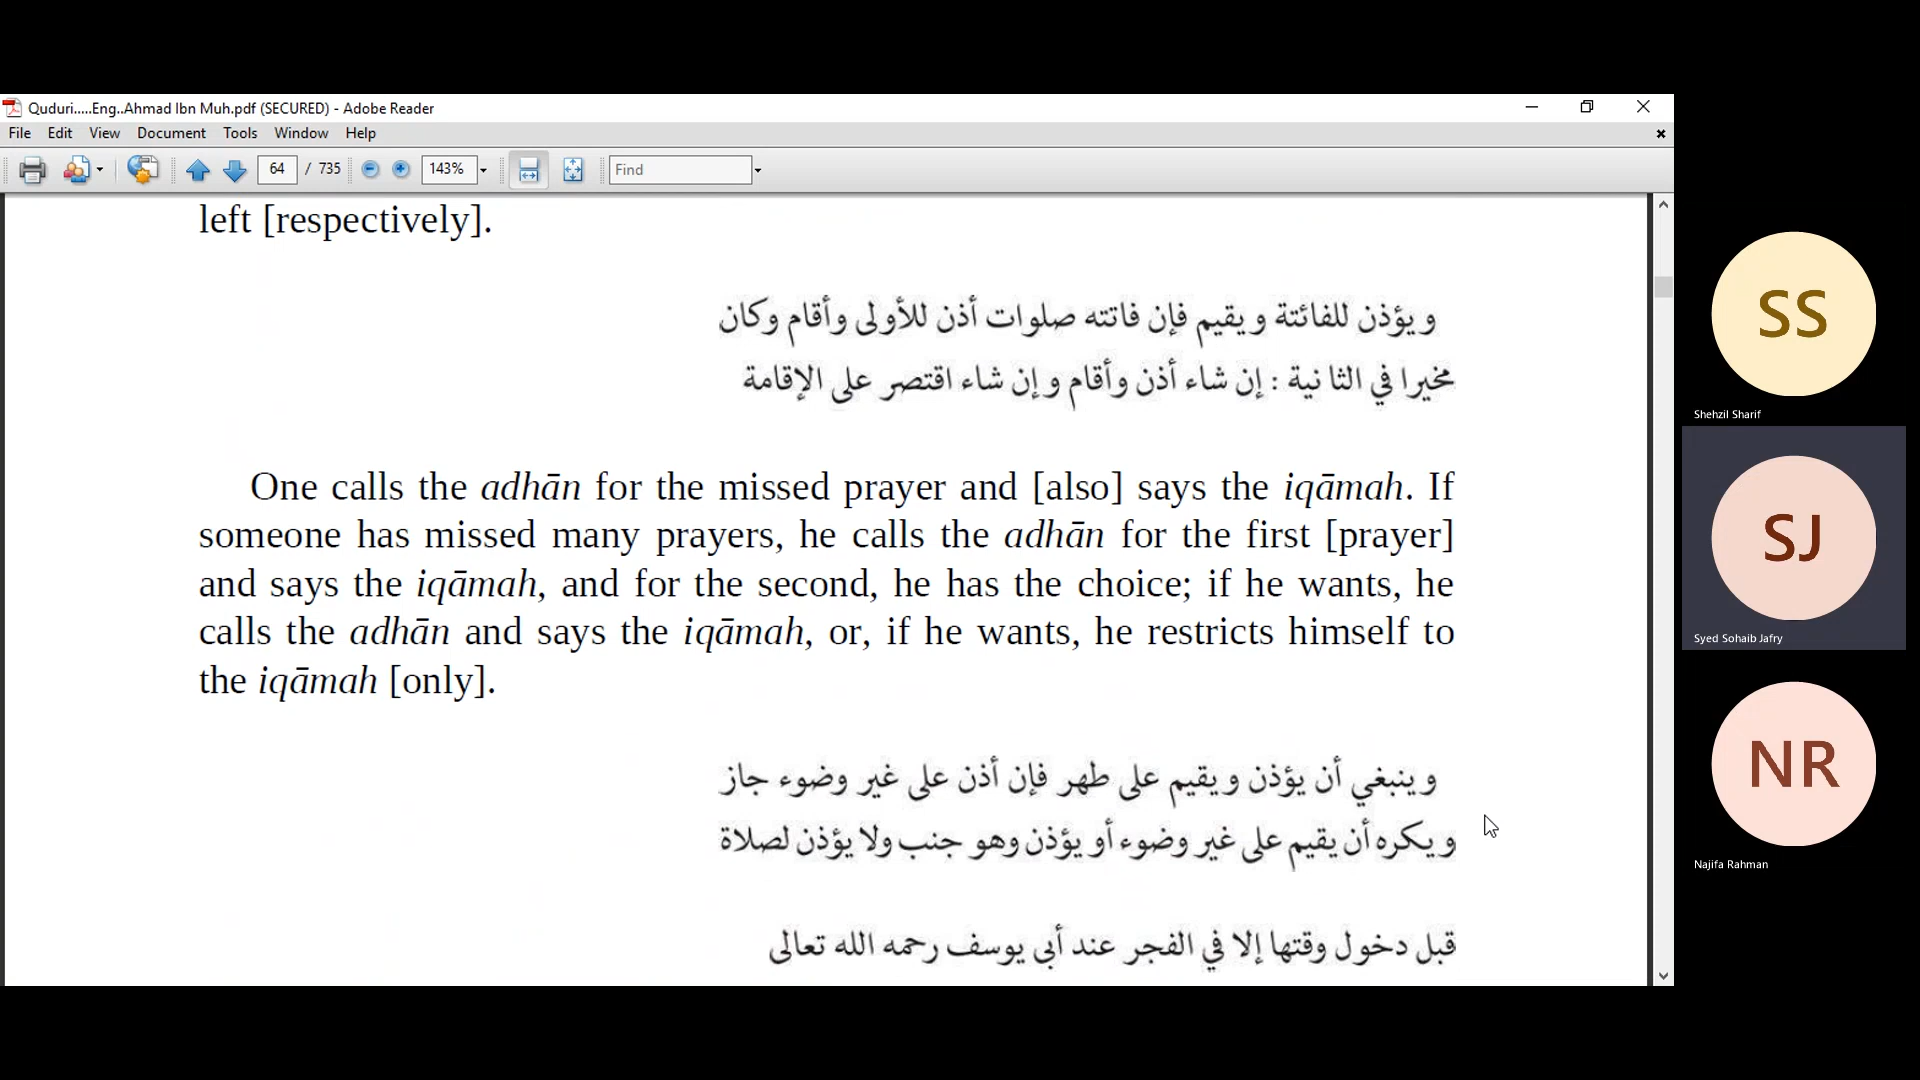 Quduri.....Eng..Ahmad Ibn Muh.pdf (SECURED) - Adobe Reader
File Edit View Document Tools Window Help
64 / 735 143% Find
left [respectively].
و يؤذن للفائتة و يقيم فإن فاتته صلوات أذن للأولى وأقام وكان
مخيرا في الثانية : إن شاء أذن وأقام و إن شاء اقتصر على الإقامة
One calls the adhān for the missed prayer and [also] says the iqāmah. If
someone has missed many prayers, he calls the adhān for the first [prayer]
and says the iqāmah, and for the second, he has the choice; if he wants, he
calls the adhān and says the iqāmah, or, if he wants, he restricts himself to
the iqāmah [only].
و ينبغي أن يؤذن و يقيم على طهر فإن أذن على غير وضوء جاز
و يكره أن يقيم على غير وضوء أو يؤذن وهو جنب ولا يؤذن لصلاة
قبل دخول وقتها إلا في الفجر عند أبى يوسف رحمه الله تعالى
SS
Shehzil Sharif
SJ
Syed Sohaib Jafry
NR
Najifa Rahman